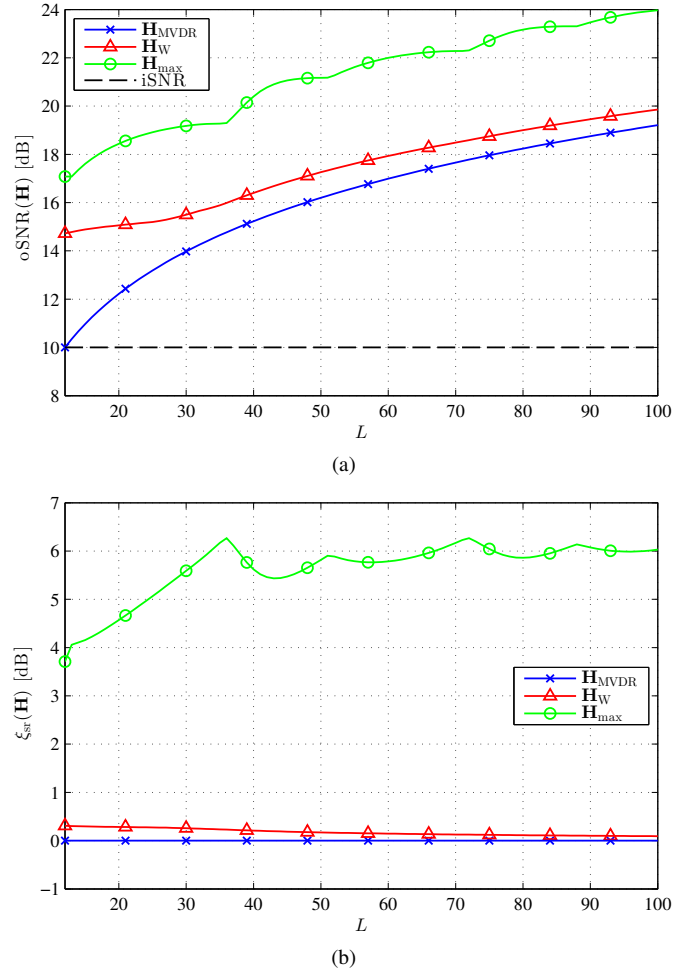 24
22
20
18
16
14
12
10
8
oSNR(H) [dB]
H_MVDR
H_W
H_max
iSNR
20 30 40 50 60 70 80 90 100
L
(a)
7
6
5
4
3
2
1
0
−1
ξ_sr(H) [dB]
H_MVDR
H_W
H_max
20 30 40 50 60 70 80 90 100
L
(b)